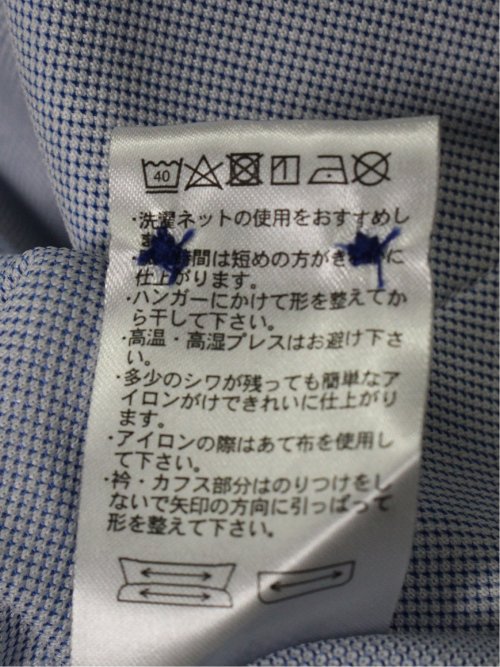 40
・洗濯ネットの使用をおすすめし
ます。
時間は短めの方がき に
仕上がります。
・ハンガーにかけて形を整えてか
ら干して下さい。
・高温・高湿プレスはお避け下さ
い。
・多少のシワが残っても簡単なア
イロンがけできれいに仕上がり
ます。
・アイロンの際はあて布を使用し
て下さい。
・衿・カフス部分はのりつけをし
ないで矢印の方向に引っぱって
形を整えて下さい。